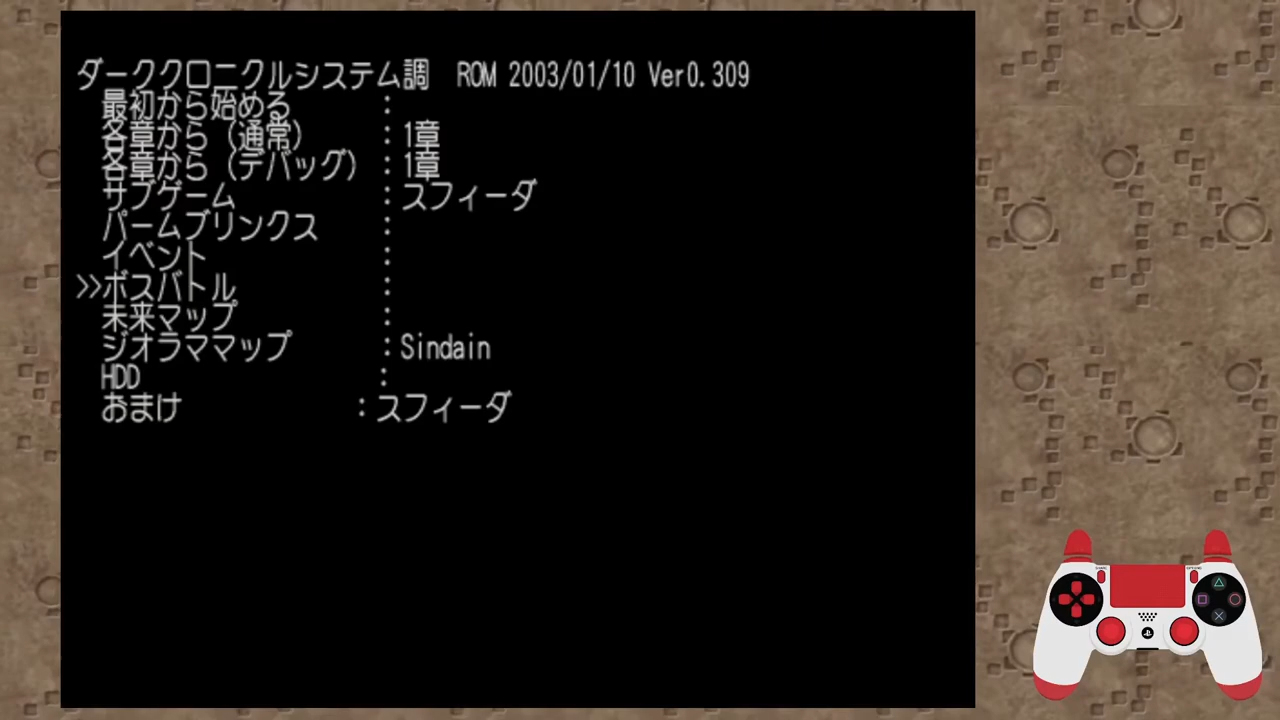 ダーククロニクルシステム調 ROM 2003/01/10 Ver0.309
最初から始める :
各章から (通常) : 1章
各章から (デバッグ) : 1章
サブゲーム : スフィーダ
パームブリンクス :
イベント :
>>ボスバトル :
未来マップ :
ジオラママップ : Sindain
HDD :
おまけ : スフィーダ